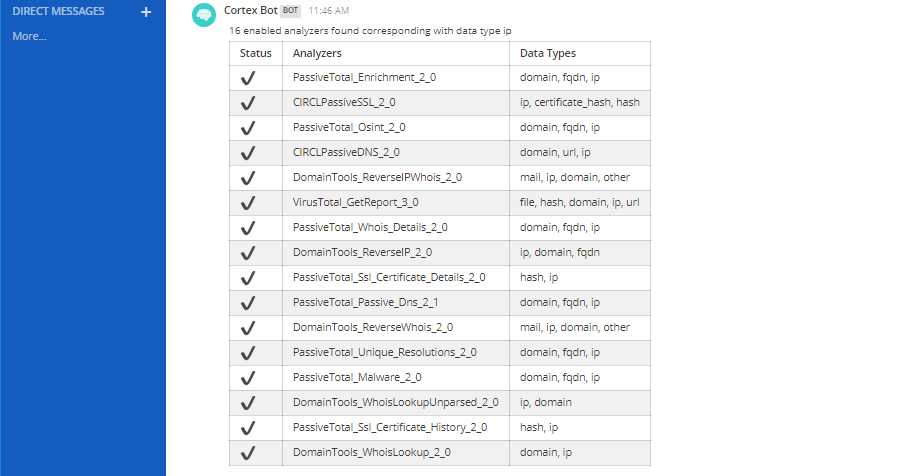 DIRECT MESSAGES +
More...
Cortex Bot BOT 11:46 AM
16 enabled analyzers found corresponding with data type ip
Status Analyzers Data Types
✔ PassiveTotal_Enrichment_2_0 domain, fqdn, ip
✔ CIRCLPassiveSSL_2_0 ip, certificate_hash, hash
✔ PassiveTotal_Osint_2_0 domain, fqdn, ip
✔ CIRCLPassiveDNS_2_0 domain, url, ip
✔ DomainTools_ReverseIPWhois_2_0 mail, ip, domain, other
✔ VirusTotal_GetReport_3_0 file, hash, domain, ip, url
✔ PassiveTotal_Whois_Details_2_0 domain, fqdn, ip
✔ DomainTools_ReverseIP_2_0 ip, domain, fqdn
✔ PassiveTotal_Ssl_Certificate_Details_2_0 hash, ip
✔ PassiveTotal_Passive_Dns_2_1 domain, fqdn, ip
✔ DomainTools_ReverseWhois_2_0 mail, ip, domain, other
✔ PassiveTotal_Unique_Resolutions_2_0 domain, fqdn, ip
✔ PassiveTotal_Malware_2_0 domain, fqdn, ip
✔ DomainTools_WhoisLookupUnparsed_2_0 ip, domain
✔ PassiveTotal_Ssl_Certificate_History_2_0 hash, ip
✔ DomainTools_WhoisLookup_2_0 domain, ip